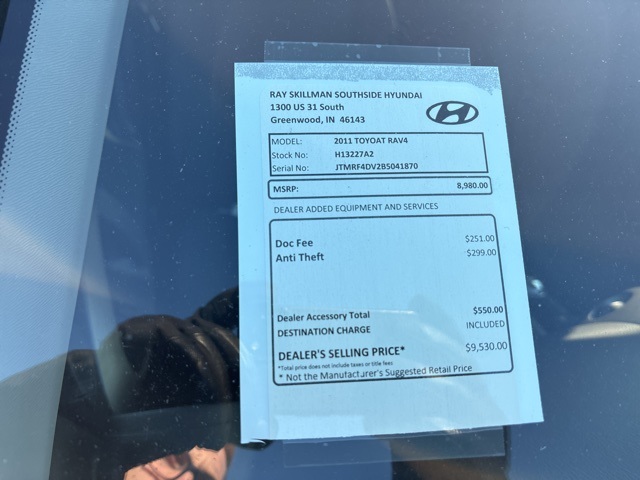 RAY SKILLMAN SOUTHSIDE HYUNDAI
1300 US 31 South
Greenwood, IN 46143
MODEL: 2011 TOYOAT RAV4
Stock No: H13227A2
Serial No: JTMRF4DV2B5041870
MSRP: 8,980.00
DEALER ADDED EQUIPMENT AND SERVICES
Doc Fee $251.00
Anti Theft $299.00
Dealer Accessory Total $550.00
DESTINATION CHARGE INCLUDED
DEALER'S SELLING PRICE* $9,530.00
*Total price does not include taxes or title fees
* Not the Manufacturer's Suggested Retail Price